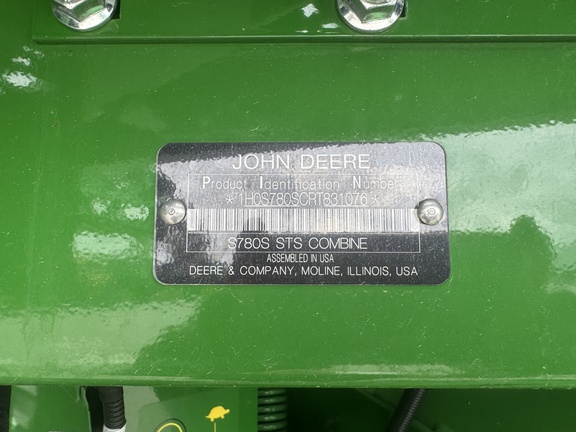 JOHN DEERE
Product Identification Number
*1H0S780SCRT831076*
S780S STS COMBINE
ASSEMBLED IN USA
DEERE & COMPANY, MOLINE, ILLINOIS, USA